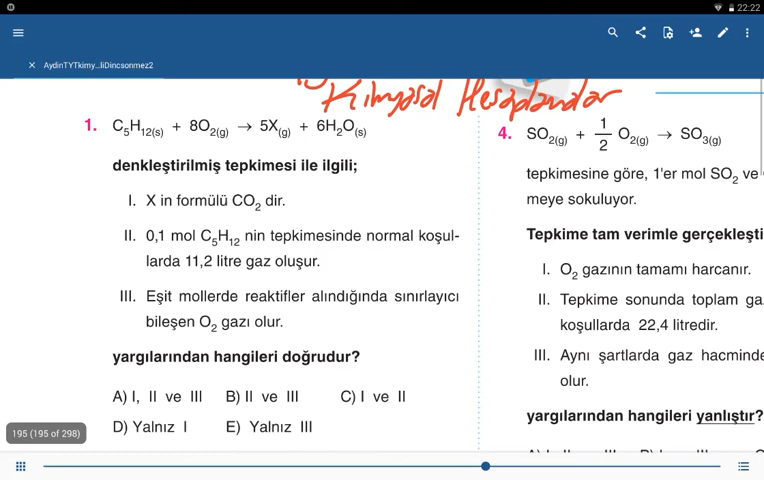 22:22
AydinTYTkimy...liDincsonmez2
Kimyasal Hesaplamalar
1. C₅H₁₂(s) + 8O₂(g) → 5X(g) + 6H₂O(s)
denkleştirilmiş tepkimesi ile ilgili;
I. X in formülü CO₂ dir.
II. 0,1 mol C₅H₁₂ nin tepkimesinde normal koşul-
larda 11,2 litre gaz oluşur.
III. Eşit mollerde reaktifler alındığında sınırlayıcı
bileşen O₂ gazı olur.
yargılarından hangileri doğrudur?
A) I, II ve III B) II ve III C) I ve II
D) Yalnız I E) Yalnız III
4. SO₂(g) + 1/2 O₂(g) → SO₃(g)
tepkimesine göre, 1'er mol SO₂ ve
meye sokuluyor.
Tepkime tam verimle gerçekleşti
I. O₂ gazının tamamı harcanır.
II. Tepkime sonunda toplam ga
koşullarda 22,4 litredir.
III. Aynı şartlarda gaz hacminde
olur.
yargılarından hangileri yanlıştır?
195 (195 of 298)